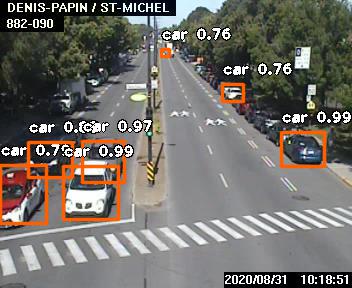 DENIS-PAPIN / ST-MICHEL
882-090
car 0.76
car 0.76
car 0.99
car 0.97
car 0.99
2020/08/31 10:18:51